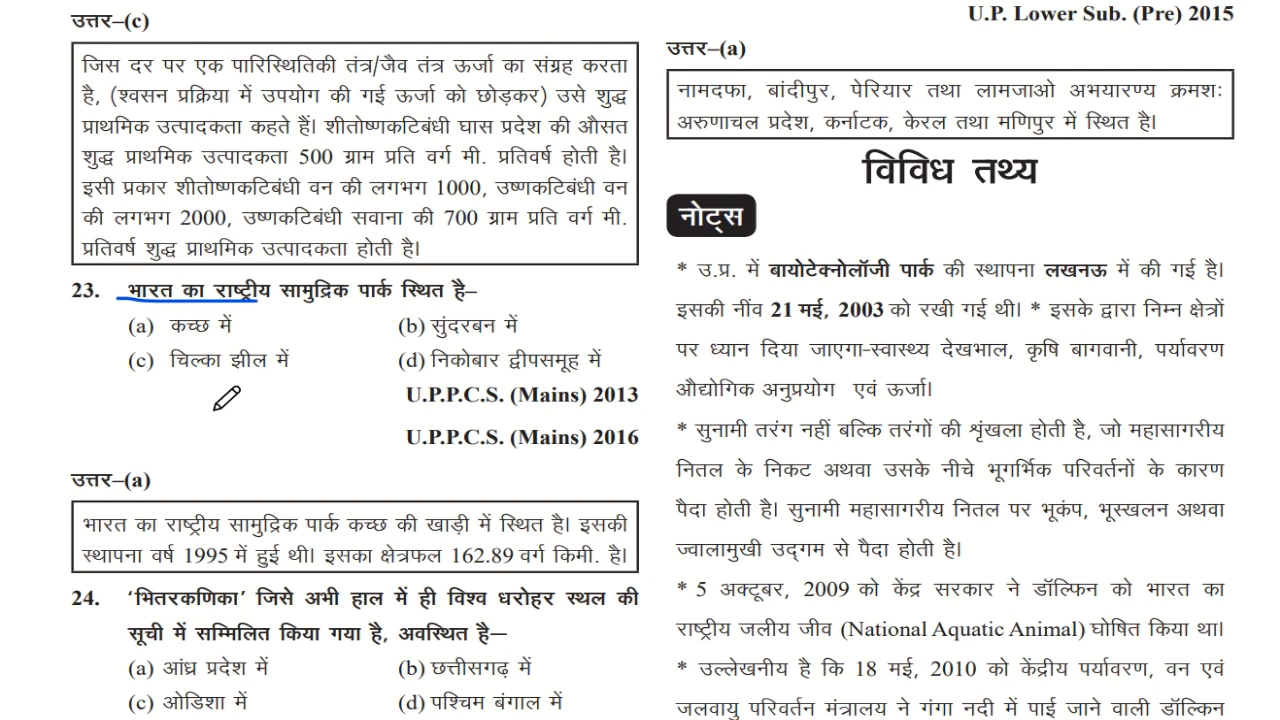 उत्तर–(c)
जिस दर पर एक पारिस्थितिकी तंत्र/जैव तंत्र ऊर्जा का संग्रह करता
है, (श्वसन प्रक्रिया में उपयोग की गई ऊर्जा को छोड़कर) उसे शुद्ध
प्राथमिक उत्पादकता कहते हैं। शीतोष्णकटिबंधी घास प्रदेश की औसत
शुद्ध प्राथमिक उत्पादकता 500 ग्राम प्रति वर्ग मी. प्रतिवर्ष होती है।
इसी प्रकार शीतोष्णकटिबंधी वन की लगभग 1000, उष्णकटिबंधी वन
की लगभग 2000, उष्णकटिबंधी सवाना की 700 ग्राम प्रति वर्ग मी.
प्रतिवर्ष शुद्ध प्राथमिक उत्पादकता होती है।
23. भारत का राष्ट्रीय सामुद्रिक पार्क स्थित है–
(a) कच्छ में (b) सुंदरबन में
(c) चिल्का झील में (d) निकोबार द्वीपसमूह में
U.P.P.C.S. (Mains) 2013
U.P.P.C.S. (Mains) 2016
उत्तर–(a)
भारत का राष्ट्रीय सामुद्रिक पार्क कच्छ की खाड़ी में स्थित है। इसकी
स्थापना वर्ष 1995 में हुई थी। इसका क्षेत्रफल 162.89 वर्ग किमी. है।
24. ‘भितरकणिका’ जिसे अभी हाल में ही विश्व धरोहर स्थल की
सूची में सम्मिलित किया गया है, अवस्थित है–
(a) आंध्र प्रदेश में (b) छत्तीसगढ़ में
(c) ओडिशा में (d) पश्चिम बंगाल में
U.P. Lower Sub. (Pre) 2015
उत्तर–(a)
नामदफा, बांदीपुर, पेरियार तथा लामजाओ अभयारण्य क्रमशः
अरुणाचल प्रदेश, कर्नाटक, केरल तथा मणिपुर में स्थित है।
विविध तथ्य
नोट्स
* उ.प्र. में बायोटेक्नोलॉजी पार्क की स्थापना लखनऊ में की गई है।
इसकी नींव 21 मई, 2003 को रखी गई थी। * इसके द्वारा निम्न क्षेत्रों
पर ध्यान दिया जाएगा-स्वास्थ्य देखभाल, कृषि बागवानी, पर्यावरण
औद्योगिक अनुप्रयोग एवं ऊर्जा।
* सुनामी तरंग नहीं बल्कि तरंगों की शृंखला होती है, जो महासागरीय
नितल के निकट अथवा उसके नीचे भूगर्भिक परिवर्तनों के कारण
पैदा होती है। सुनामी महासागरीय नितल पर भूकंप, भूस्खलन अथवा
ज्वालामुखी उद्‌गम से पैदा होती है।
* 5 अक्टूबर, 2009 को केंद्र सरकार ने डॉल्फिन को भारत का
राष्ट्रीय जलीय जीव (National Aquatic Animal) घोषित किया था।
* उल्लेखनीय है कि 18 मई, 2010 को केंद्रीय पर्यावरण, वन एवं
जलवायु परिवर्तन मंत्रालय ने गंगा नदी में पाई जाने वाली डॉल्फिन